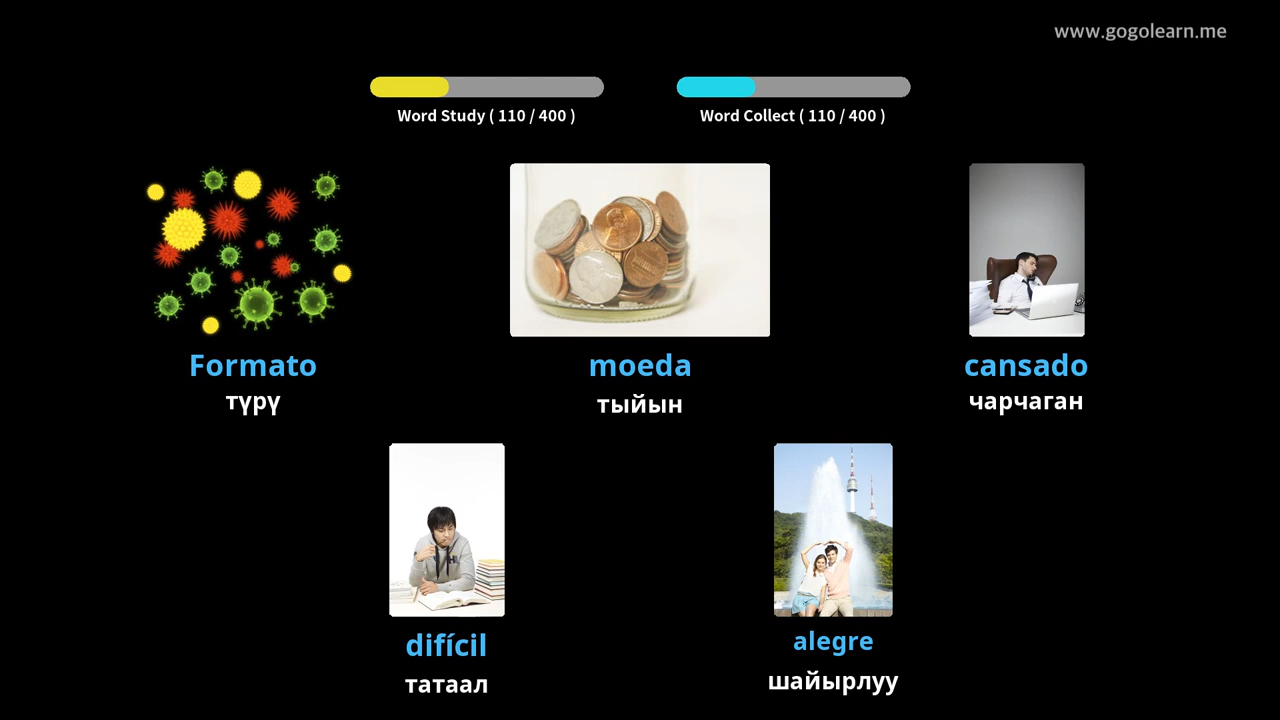 www.gogolearn.me
Word Study ( 110 / 400 )
Word Collect ( 110 / 400 )
Formato
түрү
moeda
тыйын
cansado
чарчаган
difícil
татаал
alegre
шайырлуу